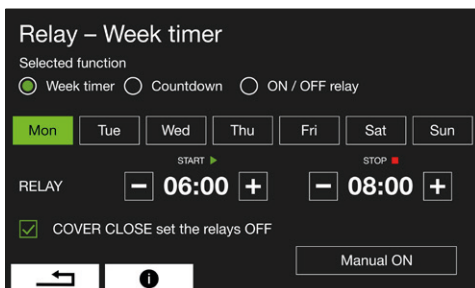 Relay – Week timer
Selected function
Week timer Countdown ON / OFF relay
Mon Tue Wed Thu Fri Sat Sun
START STOP
RELAY − 06:00 + − 08:00 +
COVER CLOSE set the relays OFF
Manual ON